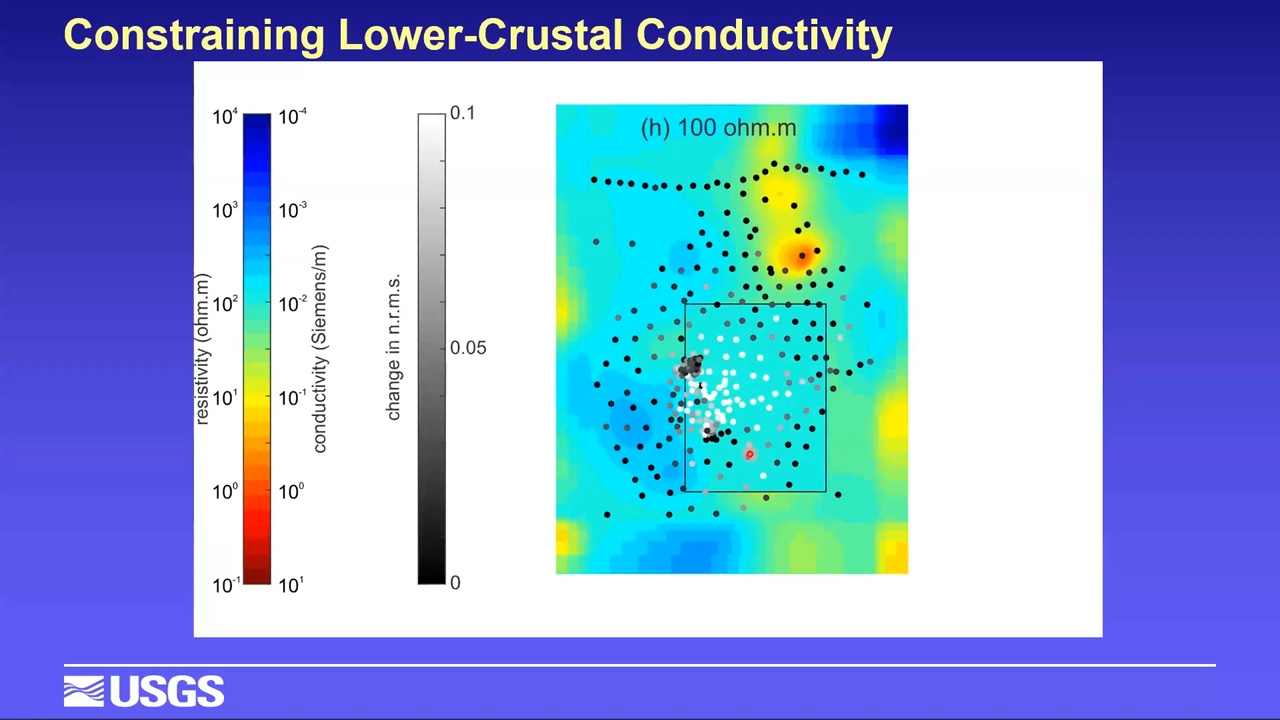 Constraining Lower-Crustal Conductivity
10⁴
10³
10²
10¹
10⁰
10⁻¹
resistivity (ohm.m)
10⁻⁴
10⁻³
10⁻²
10⁻¹
10⁰
10¹
conductivity (Siemens/m)
0.1
0.05
0
change in n.r.m.s.
(h) 100 ohm.m
USGS